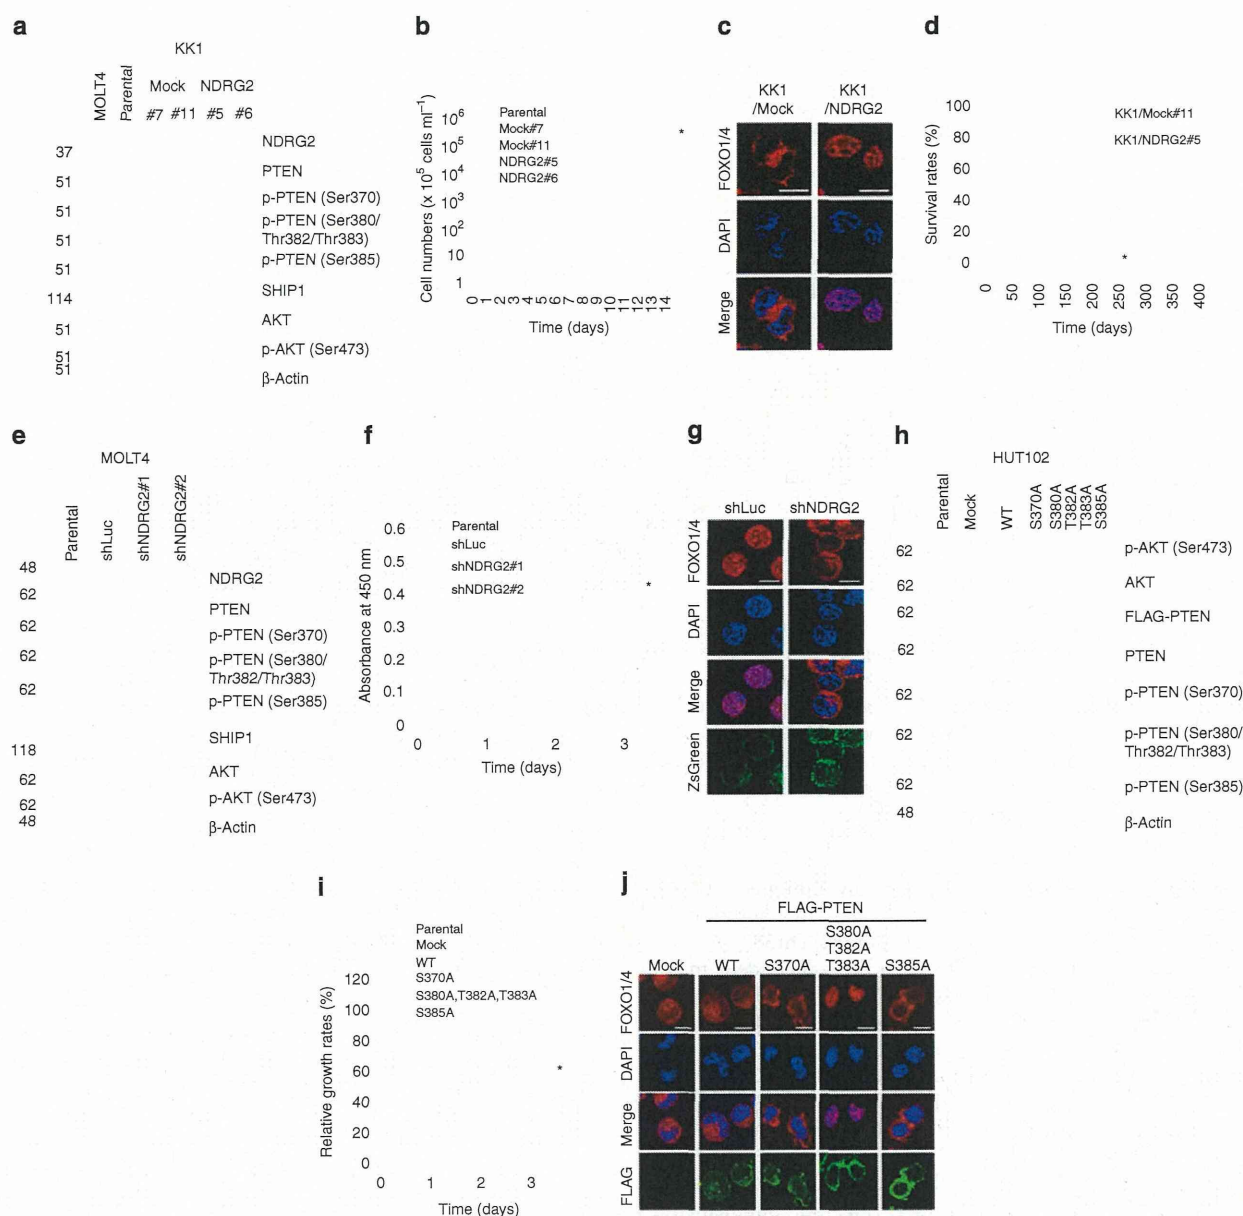 a
KK1
MOLT4
Parental
Mock
NDRG2
#7 #11 #5 #6
37
51
51
51
51
114
51
51
51
NDRG2
PTEN
p-PTEN (Ser370)
p-PTEN (Ser380/
Thr382/Thr383)
p-PTEN (Ser385)
SHIP1
AKT
p-AKT (Ser473)
β-Actin
b
Cell numbers (x 10⁵ cells ml⁻¹)
10⁶
10⁵
10⁴
10³
10²
10
1
Parental
Mock#7
Mock#11
NDRG2#5
NDRG2#6
*
0 1 2 3 4 5 6 7 8 9 10 11 12 13 14
Time (days)
c
KK1
/Mock
KK1
/NDRG2
FOXO1/4
DAPI
Merge
d
Survival rates (%)
100
80
60
40
20
0
KK1/Mock#11
KK1/NDRG2#5
*
0 50 100 150 200 250 300 350 400
Time (days)
e
MOLT4
Parental
shLuc
shNDRG2#1
shNDRG2#2
48
62
62
62
62
118
62
62
48
NDRG2
PTEN
p-PTEN (Ser370)
p-PTEN (Ser380/
Thr382/Thr383)
p-PTEN (Ser385)
SHIP1
AKT
p-AKT (Ser473)
β-Actin
f
Absorbance at 450 nm
0.6
0.5
0.4
0.3
0.2
0.1
0
Parental
shLuc
shNDRG2#1
shNDRG2#2
*
0 1 2 3
Time (days)
g
shLuc shNDRG2
FOXO1/4
DAPI
Merge
ZsGreen
h
HUT102
Parental
Mock
WT
S370A
S380A
T382A
T383A
S385A
62
62
62
62
62
62
62
48
p-AKT (Ser473)
AKT
FLAG-PTEN
PTEN
p-PTEN (Ser370)
p-PTEN (Ser380/
Thr382/Thr383)
p-PTEN (Ser385)
β-Actin
i
Relative growth rates (%)
120
100
80
60
40
20
0
Parental
Mock
WT
S370A
S380A,T382A,T383A
S385A
*
0 1 2 3
Time (days)
j
FLAG-PTEN
Mock
WT
S370A
S380A
T382A
T383A
S385A
FOXO1/4
DAPI
Merge
FLAG